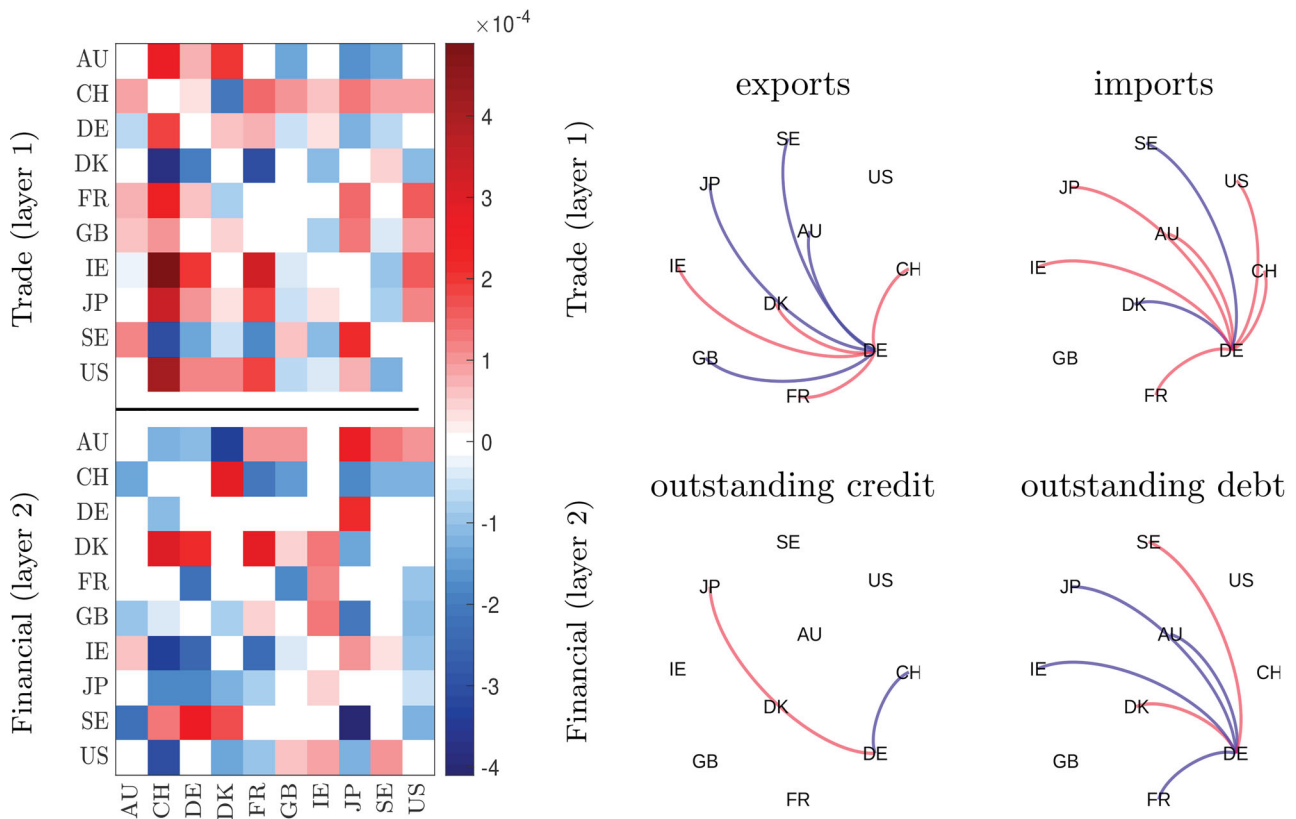 ×10⁻⁴
Trade (layer 1)
AU
CH
DE
DK
FR
GB
IE
JP
SE
US
4
3
2
1
0
-1
-2
-3
-4
Financial (layer 2)
AU
CH
DE
DK
FR
GB
IE
JP
SE
US
AU
CH
DE
DK
FR
GB
IE
JP
SE
US
Trade (layer 1)
exports
SE
US
JP
AU
IE
CH
DK
DE
GB
FR
imports
SE
US
JP
AU
IE
CH
DK
DE
GB
FR
Financial (layer 2)
outstanding credit
SE
US
JP
AU
IE
CH
DK
DE
GB
FR
outstanding debt
SE
US
JP
AU
IE
CH
DK
DE
GB
FR